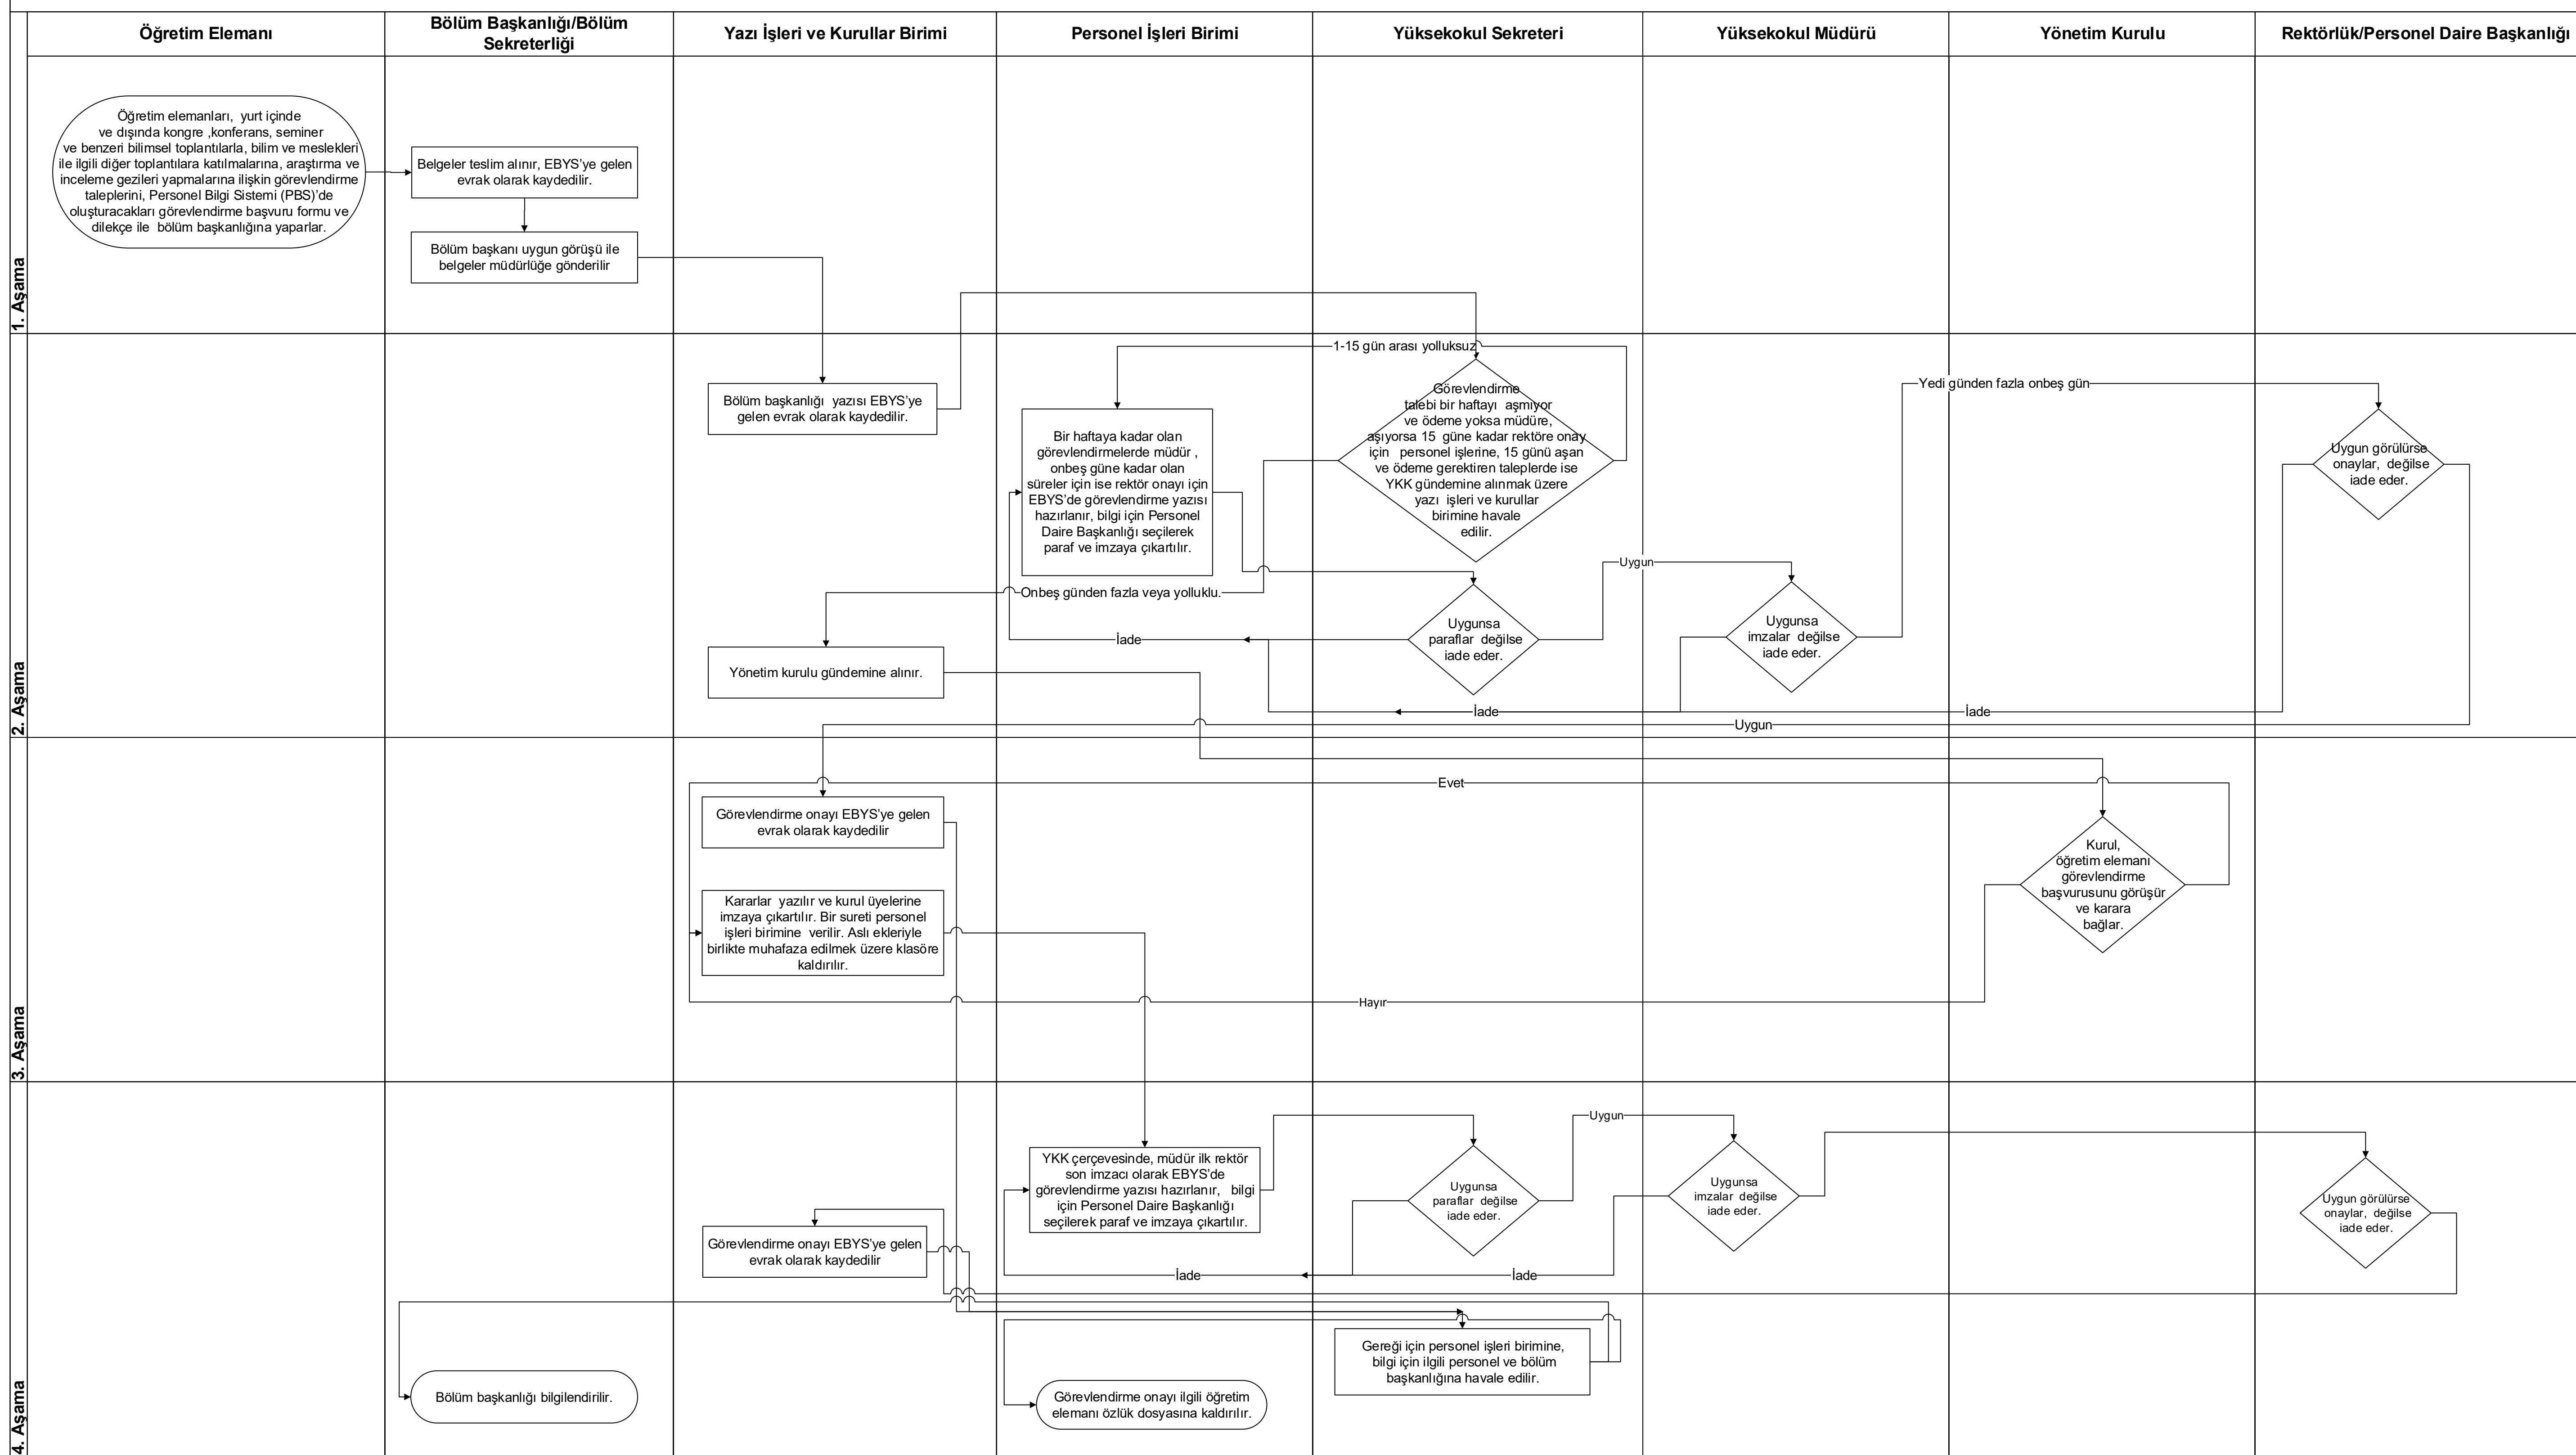 Öğretim Elemanı
Bölüm Başkanlığı/Bölüm
Sekreterliği
Yazı İşleri ve Kurullar Birimi
Personel İşleri Birimi
Yüksekokul Sekreteri
Yüksekokul Müdürü
Yönetim Kurulu
Rektörlük/Personel Daire Başkanlığı
1. Aşama
Öğretim elemanları, yurt içinde
ve dışında kongre ,konferans, seminer
ve benzeri bilimsel toplantılarla, bilim ve meslekleri
ile ilgili diğer toplantılara katılmalarına, araştırma ve
inceleme gezileri yapmalarına ilişkin görevlendirme
taleplerini, Personel Bilgi Sistemi (PBS)'de
oluşturacakları görevlendirme başvuru formu ve
dilekçe ile bölüm başkanlığına yaparlar.
Belgeler teslim alınır, EBYS'ye gelen
evrak olarak kaydedilir.
Bölüm başkanı uygun görüşü ile
belgeler müdürlüğe gönderilir
2. Aşama
Bölüm başkanlığı yazısı EBYS'ye
gelen evrak olarak kaydedilir.
1-15 gün arası yolluksuz
Bir haftaya kadar olan
görevlendirmelerde müdür ,
onbeş güne kadar olan
süreler için ise rektör onayı için
EBYS'de görevlendirme yazısı
hazırlanır, bilgi için Personel
Daire Başkanlığı seçilerek
paraf ve imzaya çıkartılır.
Görevlendirme
talebi bir haftayı aşmıyor
ve ödeme yoksa müdüre,
aşıyorsa 15 güne kadar rektöre onay
için personel işlerine, 15 günü aşan
ve ödeme gerektiren taleplerde ise
YKK gündemine alınmak üzere
yazı işleri ve kurullar
birimine havale
edilir.
Yedi günden fazla onbeş gün
Uygun görülürse
onaylar, değilse
iade eder.
Onbeş günden fazla veya yolluklu.
Uygun
Uygunsa
paraflar değilse
iade eder.
Uygunsa
imzalar değilse
iade eder.
İade
Yönetim kurulu gündemine alınır.
İade
İade
Uygun
3. Aşama
Evet
Görevlendirme onayı EBYS'ye gelen
evrak olarak kaydedilir
Kararlar yazılır ve kurul üyelerine
imzaya çıkartılır. Bir sureti personel
işleri birimine verilir. Aslı ekleriyle
birlikte muhafaza edilmek üzere klasöre
kaldırılır.
Kurul,
öğretim elemanı
görevlendirme
başvurusunu görüşür
ve karara
bağlar.
Hayır
4. Aşama
Uygun
YKK çerçevesinde, müdür ilk rektör
son imzacı olarak EBYS'de
görevlendirme yazısı hazırlanır, bilgi
için Personel Daire Başkanlığı
seçilerek paraf ve imzaya çıkartılır.
Uygunsa
paraflar değilse
iade eder.
Uygunsa
imzalar değilse
iade eder.
Uygun görülürse
onaylar, değilse
iade eder.
Görevlendirme onayı EBYS'ye gelen
evrak olarak kaydedilir
İade
İade
Gereği için personel işleri birimine,
bilgi için ilgili personel ve bölüm
başkanlığına havale edilir.
Bölüm başkanlığı bilgilendirilir.
Görevlendirme onayı ilgili öğretim
elemanı özlük dosyasına kaldırılır.